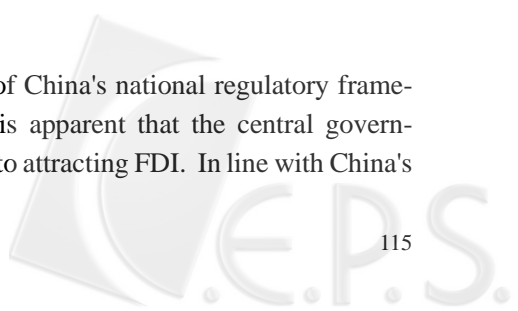 of China's national regulatory frame-
is apparent that the central govern-
to attracting FDI. In line with China's
115
.E.P.S.